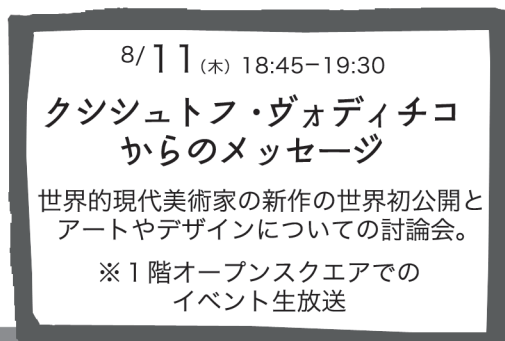 8/11(木) 18:45−19:30
クシシュトフ・ヴォディチコ
からのメッセージ
世界的現代美術家の新作の世界初公開と
アートやデザインについての討論会。
※1階オープンスクエアでの
イベント生放送